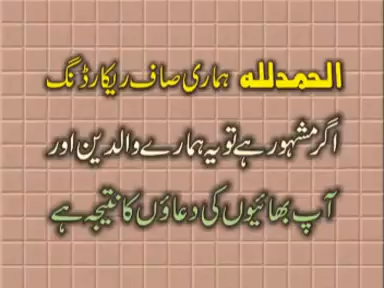 الحمدلله ہماری صاف ریکارڈنگ
اگر مشہور ہے تو یہ ہمارے والدین اور
آپ بھائیوں کی دعاؤں کا نتیجہ ہے